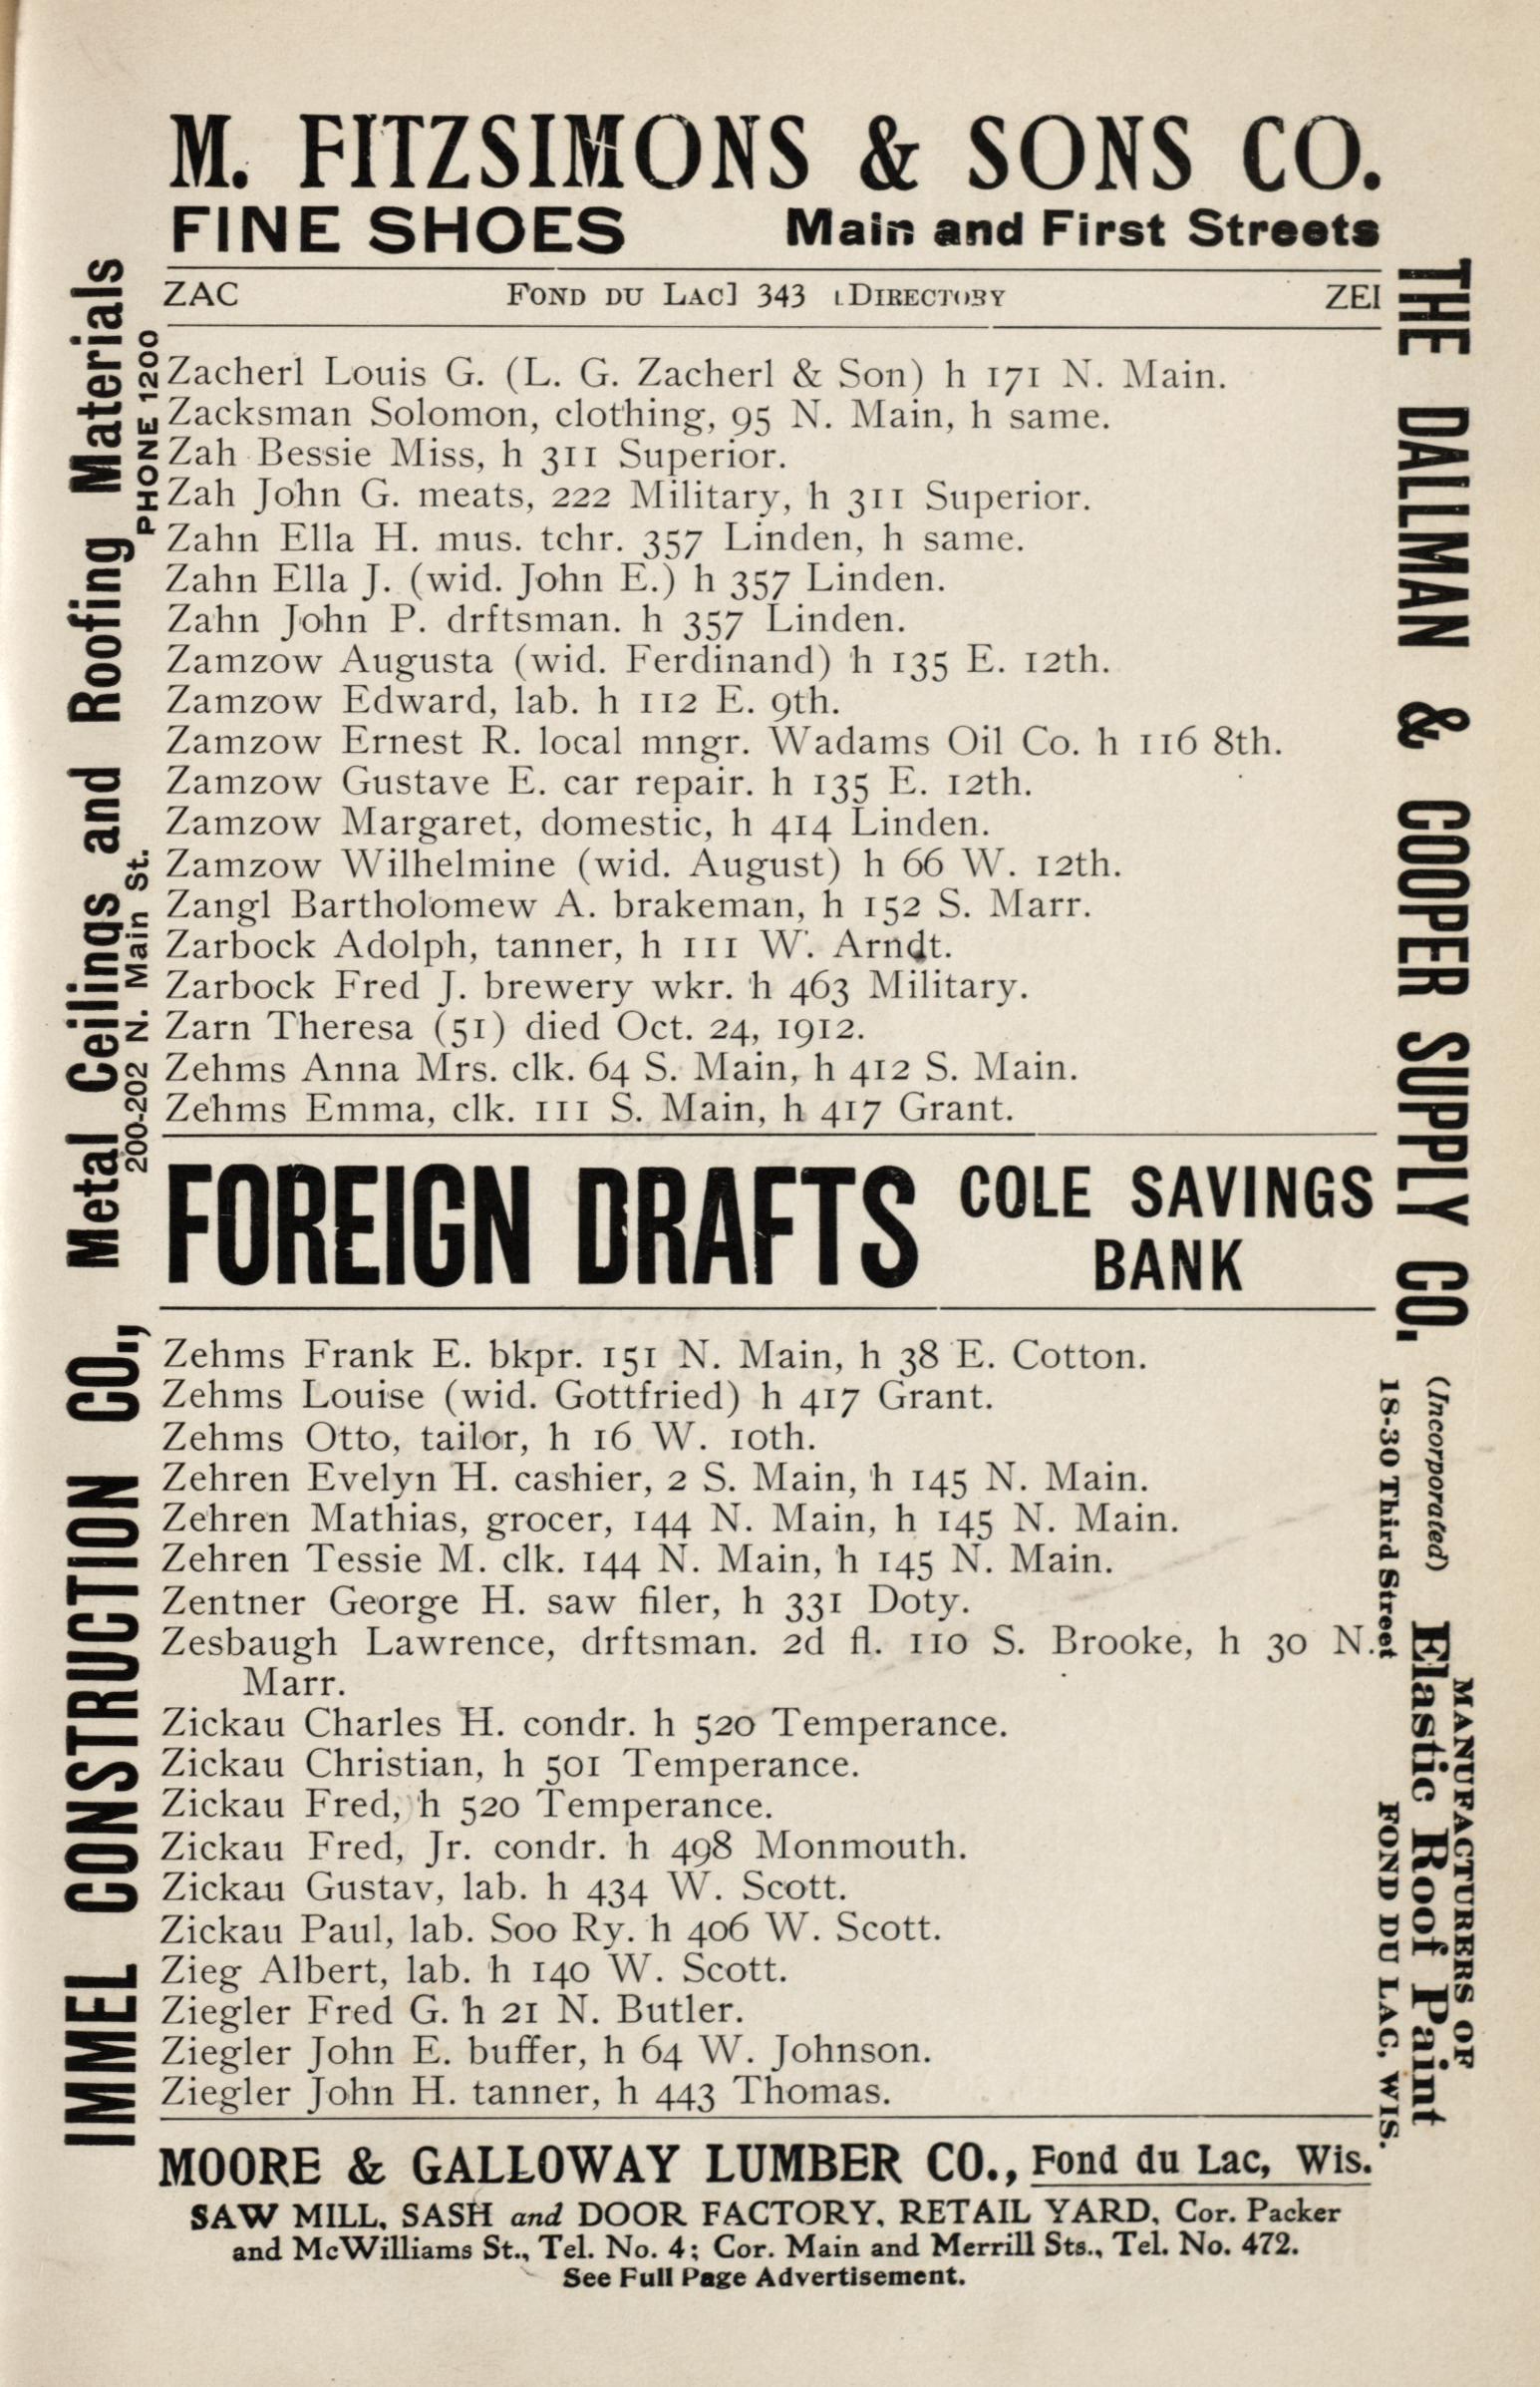 M. FITZSIMONS & SONS CO.
FINE SHOES Main and First Streets
ZAC FOND DU LAC] 343 [DIRECTORY ZEI
Zacherl Louis G. (L. G. Zacherl & Son) h 171 N. Main.
Zacksman Solomon, clothing, 95 N. Main, h same.
Zah Bessie Miss, h 311 Superior.
Zah John G. meats, 222 Military, h 311 Superior.
Zahn Ella H. mus. tchr. 357 Linden, h same.
Zahn Ella J. (wid. John E.) h 357 Linden.
Zahn John P. drftsman. h 357 Linden.
Zamzow Augusta (wid. Ferdinand) h 135 E. 12th.
Zamzow Edward, lab. h 112 E. 9th.
Zamzow Ernest R. local mngr. Wadams Oil Co. h 116 8th.
Zamzow Gustave E. car repair. h 135 E. 12th.
Zamzow Margaret, domestic, h 414 Linden.
Zamzow Wilhelmine (wid. August) h 66 W. 12th.
Zangl Bartholomew A. brakeman, h 152 S. Marr.
Zarbock Adolph, tanner, h 111 W. Arndt.
Zarbock Fred J. brewery wkr. h 463 Military.
Zarn Theresa (51) died Oct. 24, 1912.
Zehms Anna Mrs. clk. 64 S. Main, h 412 S. Main.
Zehms Emma, clk. 111 S. Main, h 417 Grant.
FOREIGN DRAFTS COLE SAVINGS
BANK
Zehms Frank E. bkpr. 151 N. Main, h 38 E. Cotton.
Zehms Louise (wid. Gottfried) h 417 Grant.
Zehms Otto, tailor, h 16 W. 10th.
Zehren Evelyn H. cashier, 2 S. Main, h 145 N. Main.
Zehren Mathias, grocer, 144 N. Main, h 145 N. Main.
Zehren Tessie M. clk. 144 N. Main, h 145 N. Main.
Zentner George H. saw filer, h 331 Doty.
Zesbaugh Lawrence, drftsman. 2d fl. 110 S. Brooke, h 30 N.
Marr.
Zickau Charles H. condr. h 520 Temperance.
Zickau Christian, h 501 Temperance.
Zickau Fred, h 520 Temperance.
Zickau Fred, Jr. condr. h 498 Monmouth.
Zickau Gustav, lab. h 434 W. Scott.
Zickau Paul, lab. Soo Ry. h 406 W. Scott.
Zieg Albert, lab. h 140 W. Scott.
Ziegler Fred G. h 21 N. Butler.
Ziegler John E. buffer, h 64 W. Johnson.
Ziegler John H. tanner, h 443 Thomas.
MOORE & GALLOWAY LUMBER CO., Fond du Lac, Wis.
SAW MILL, SASH and DOOR FACTORY, RETAIL YARD, Cor. Packer
and McWilliams St., Tel. No. 4; Cor. Main and Merrill Sts., Tel. No. 472.
See Full Page Advertisement.
IMMEL CONSTRUCTION CO., Metal Ceilings and Roofing Materials
200-202 N. Main St. PHONE 1200
THE DALLMAN & COOPER SUPPLY CO.
(Incorporated)
18-30 Third Street
MANUFACTURERS OF
Elastic Roof Paint
FOND DU LAC, WIS.